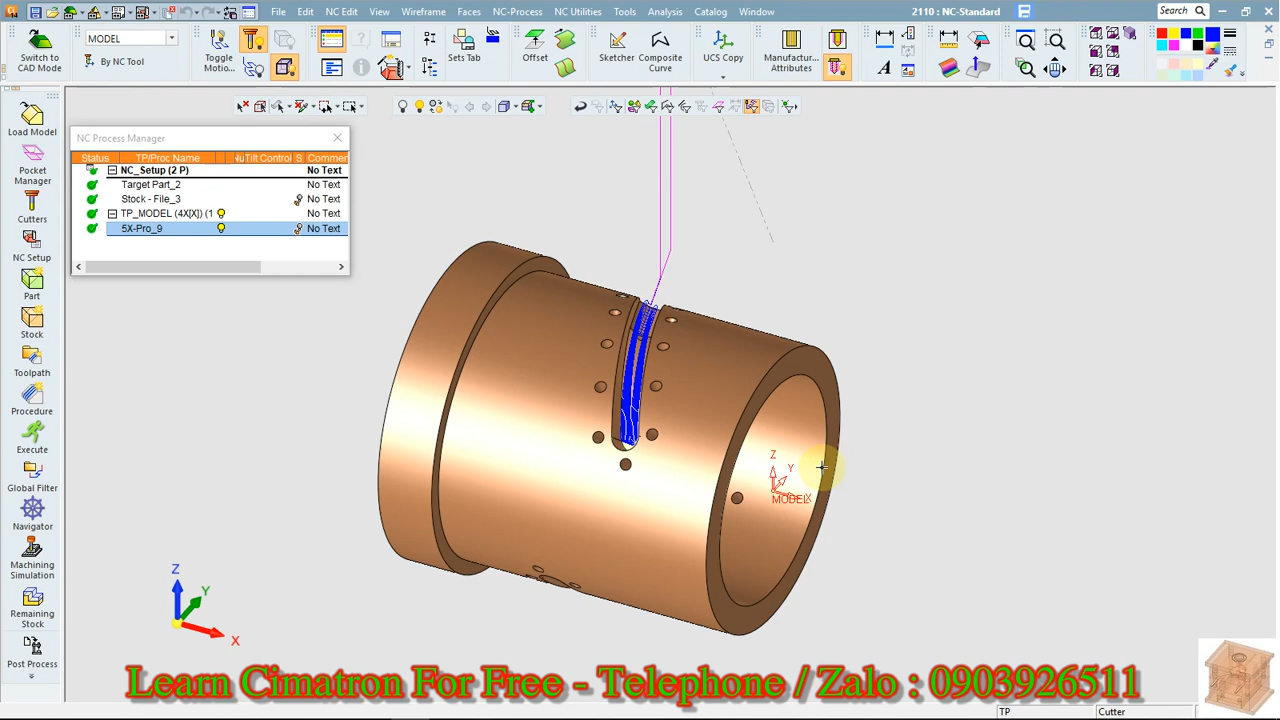 File Edit NC Edit Views Wireframe Faces NC-Process NC Utilities Tools Analysis Catalog Window 2110 : NC-Standard Search
MODEL
By NC Tool
Switch to CAD Mode
Toggle Motio...
Sets Tab
Offset
Sketcher
Composite Curve
UCS Copy
Manufactur... Attributes
Load Model
Pocket Manager
Cutters
NC Setup
Part
Stock
Toolpath
Procedure
Execute
Global Filter
Navigator
Machining Simulation
Remaining Stock
Post Process
NC Process Manager
Status TP/Proc Name Tilt Control S Commen
NC_Setup (2 P) No Text
Target Part_2 No Text
Stock - File_3 No Text
TP_MODEL (4X[X]) (1 No Text
5X-Pro_9 No Text
Z
Y
X
MODEL
Z
Y
X
Learn Cimatron For Free - Telephone / Zalo : 0903926511
TP Cutter